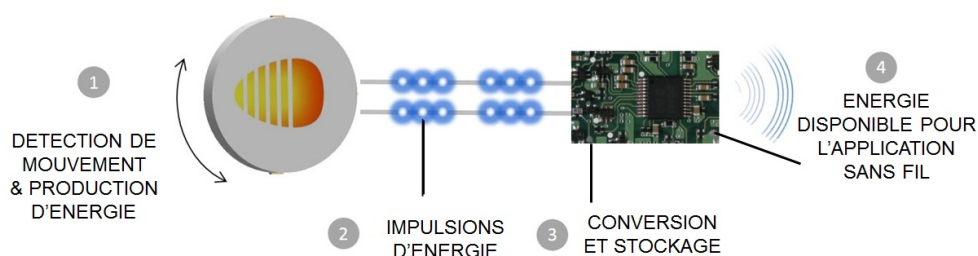 1
DETECTION DE
MOUVEMENT
& PRODUCTION
D'ENERGIE
2
IMPULSIONS
D'ENERGIE
3
CONVERSION
ET STOCKAGE
4
ENERGIE
DISPONIBLE POUR
L'APPLICATION
SANS FIL